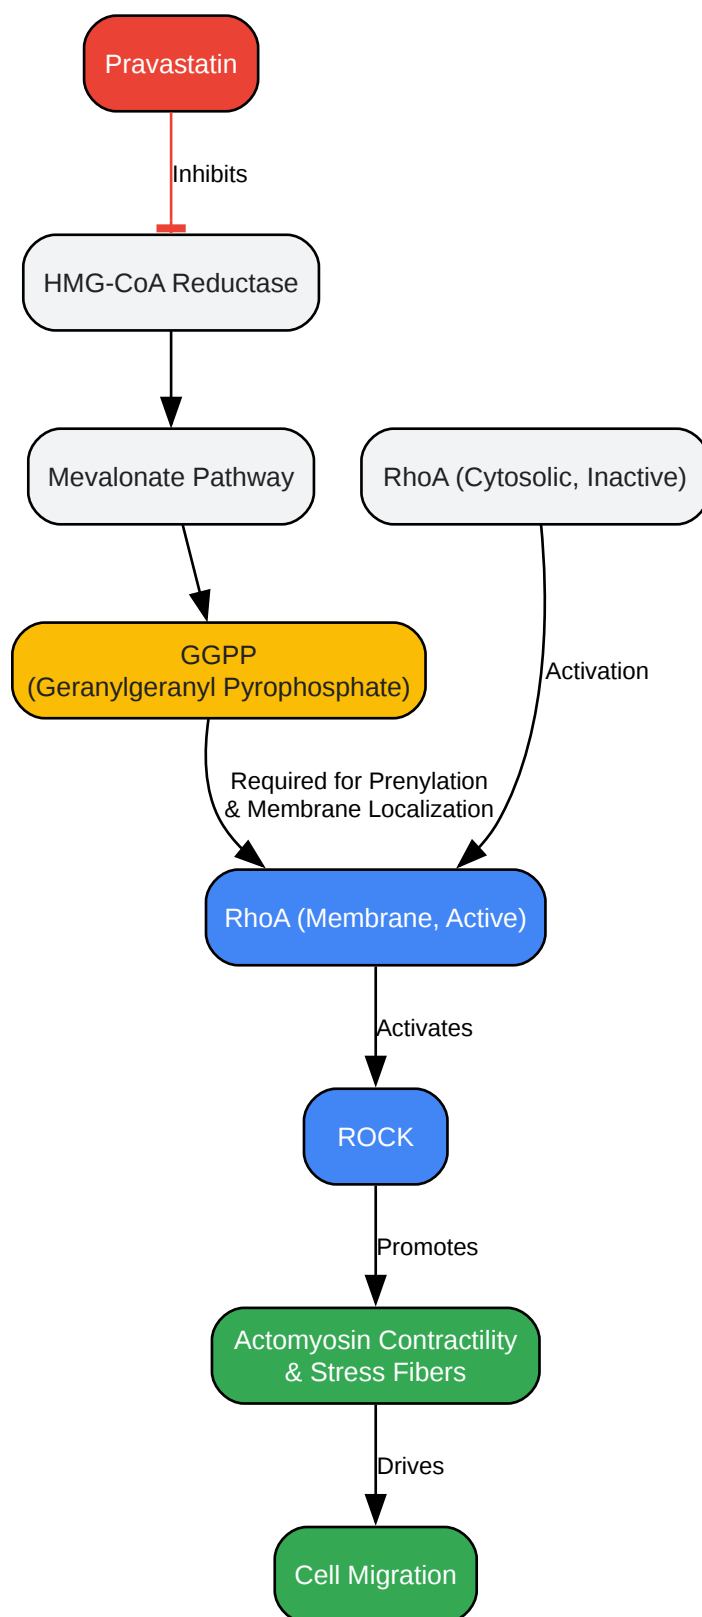 Pravastatin
Inhibits
HMG-CoA Reductase
Mevalonate Pathway
RhoA (Cytosolic, Inactive)
GGPP
(Geranylgeranyl Pyrophosphate)
Activation
Required for Prenylation
& Membrane Localization
RhoA (Membrane, Active)
Activates
ROCK
Promotes
Actomyosin Contractility
& Stress Fibers
Drives
Cell Migration